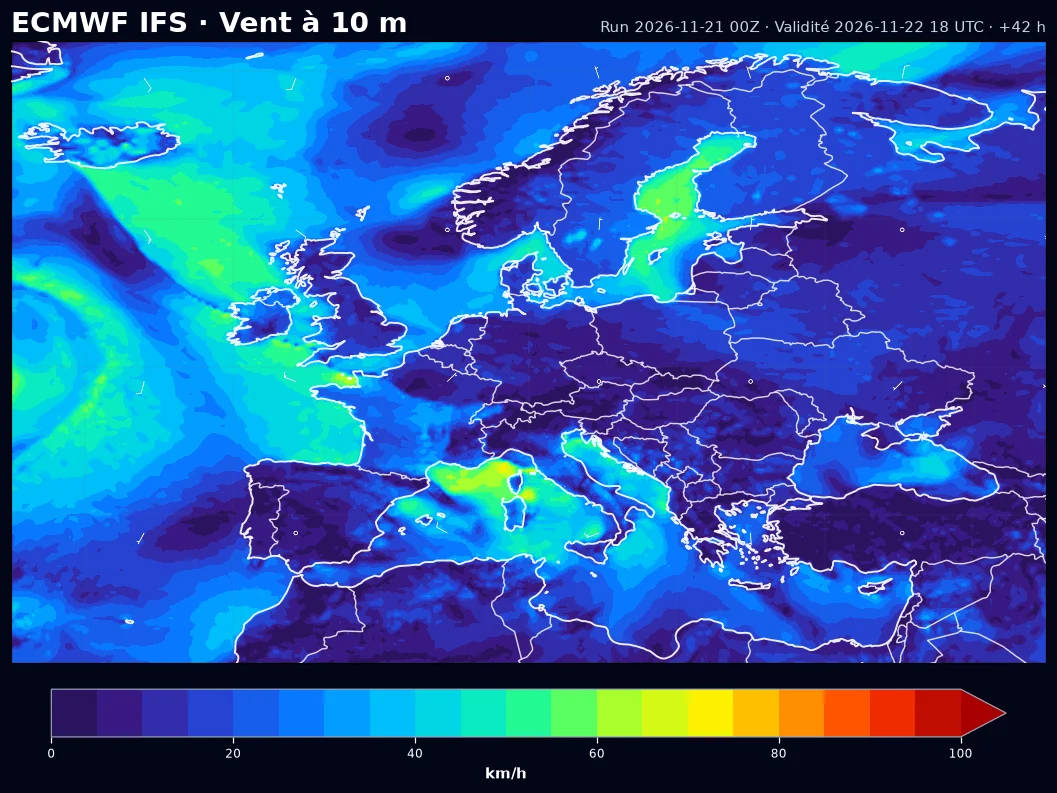 ECMWF IFS · Vent à 10 m
Run 2026-11-21 00Z · Validité 2026-11-22 18 UTC · +42 h
0 20 40 60 80 100
km/h